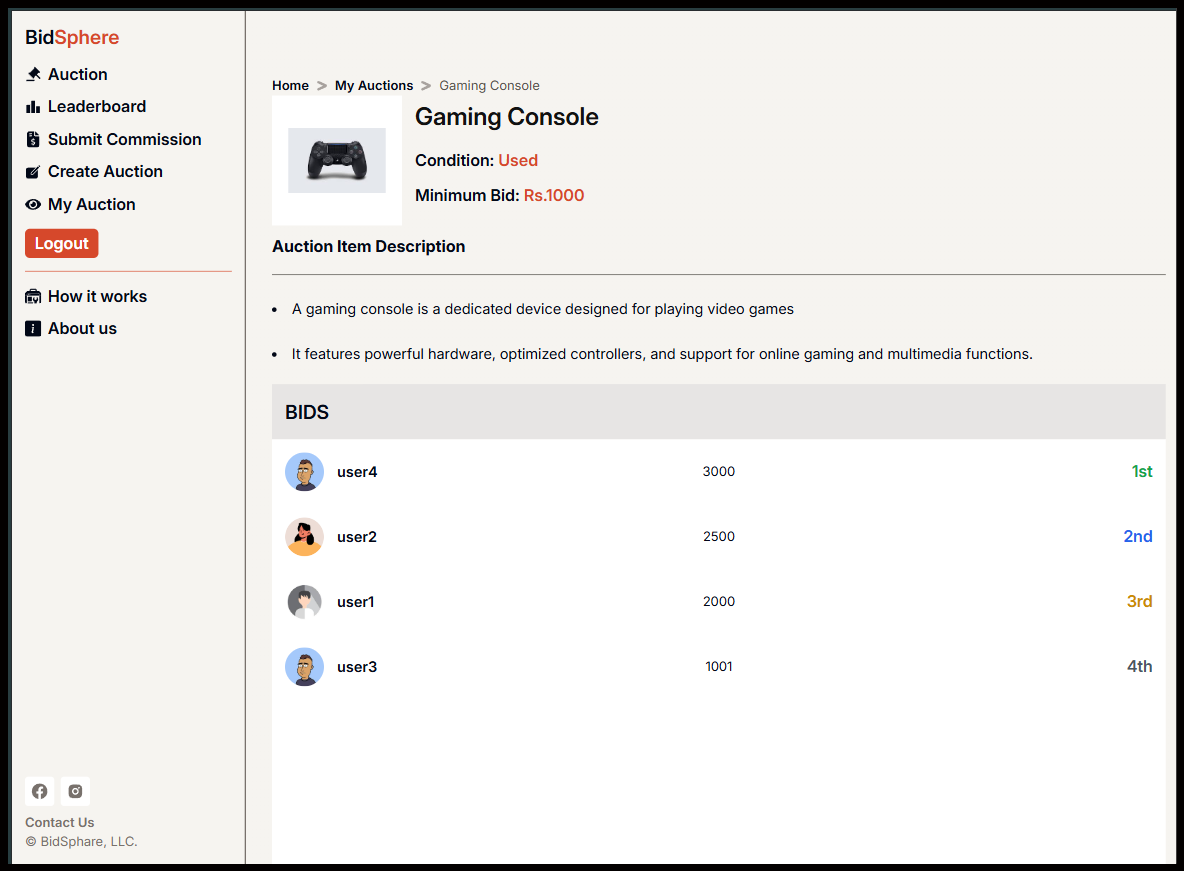 BidSphere
Auction
Leaderboard
Submit Commission
Create Auction
My Auction
Logout
How it works
About us
Contact Us
© BidSphare, LLC.
Home > My Auctions > Gaming Console
Gaming Console
Condition: Used
Minimum Bid: Rs.1000
Auction Item Description
• A gaming console is a dedicated device designed for playing video games
• It features powerful hardware, optimized controllers, and support for online gaming and multimedia functions.
BIDS
user4 3000 1st
user2 2500 2nd
user1 2000 3rd
user3 1001 4th